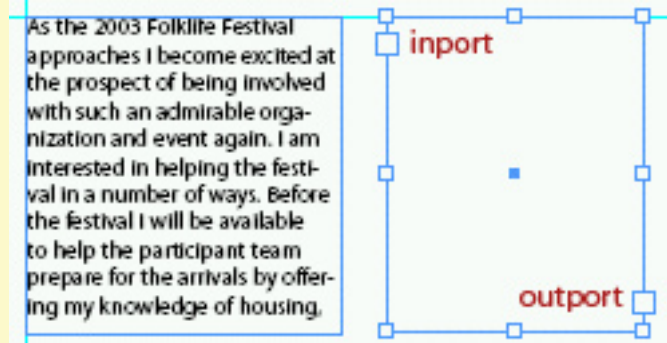 As the 2003 Folklife Festival
approaches I become excited at
the prospect of being involved
with such an admirable orga-
nization and event again. I am
interested in helping the festi-
val in a number of ways. Before
the festival I will be available
to help the participant team
prepare for the arrivals by offer-
ing my knowledge of housing,
inport
outport